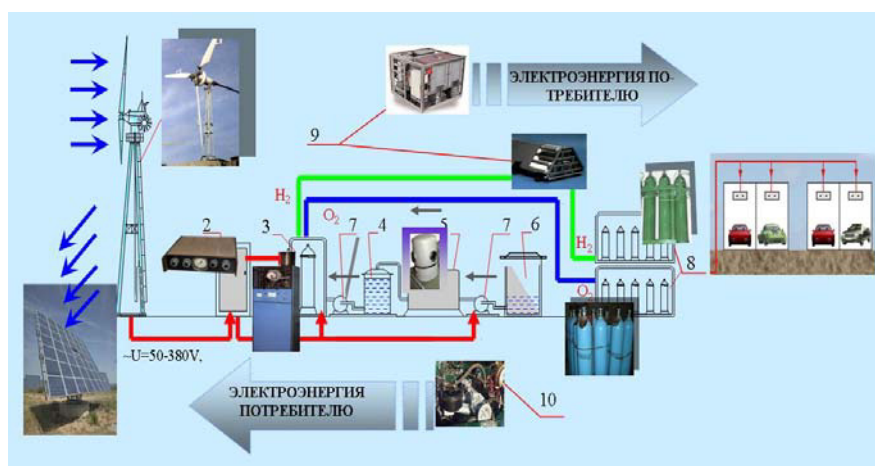 ЭЛЕКТРОЭНЕРГИЯ ПО-
ТРЕБИТЕЛЮ
9
H2
O2
2
3
7
4
5
7
6
H2
8
O2
~U=50-380V,
ЭЛЕКТРОЭНЕРГИЯ
ПОТРЕБИТЕЛЮ
10